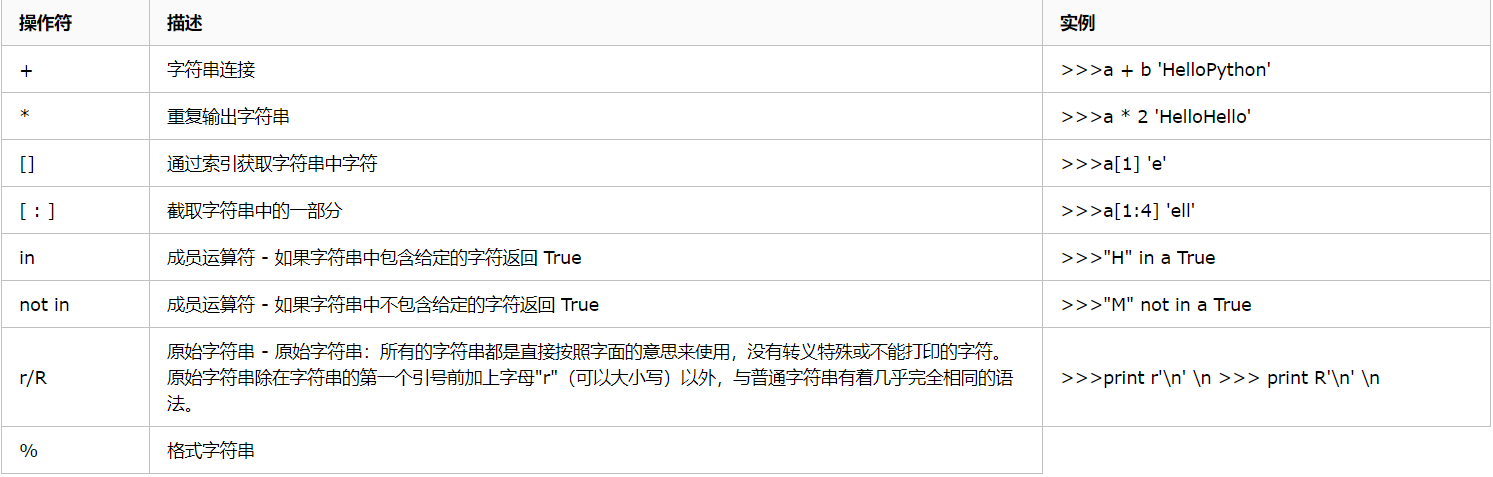 操作符 描述 实例
+ 字符串连接 >>>a + b 'HelloPython'
* 重复输出字符串 >>>a * 2 'HelloHello'
[] 通过索引获取字符串中字符 >>>a[1] 'e'
[ : ] 截取字符串中的一部分 >>>a[1:4] 'ell'
in 成员运算符 - 如果字符串中包含给定的字符返回 True >>>"H" in a True
not in 成员运算符 - 如果字符串中不包含给定的字符返回 True >>>"M" not in a True
原始字符串 - 原始字符串：所有的字符串都是直接按照字面的意思来使用，没有转义特殊或不能打印的字符。
r/R 原始字符串除在字符串的第一个引号前加上字母"r"（可以大小写）以外，与普通字符串有着几乎完全相同的语 >>>print r'\n' \n >>> print R'\n' \n
法。
% 格式字符串